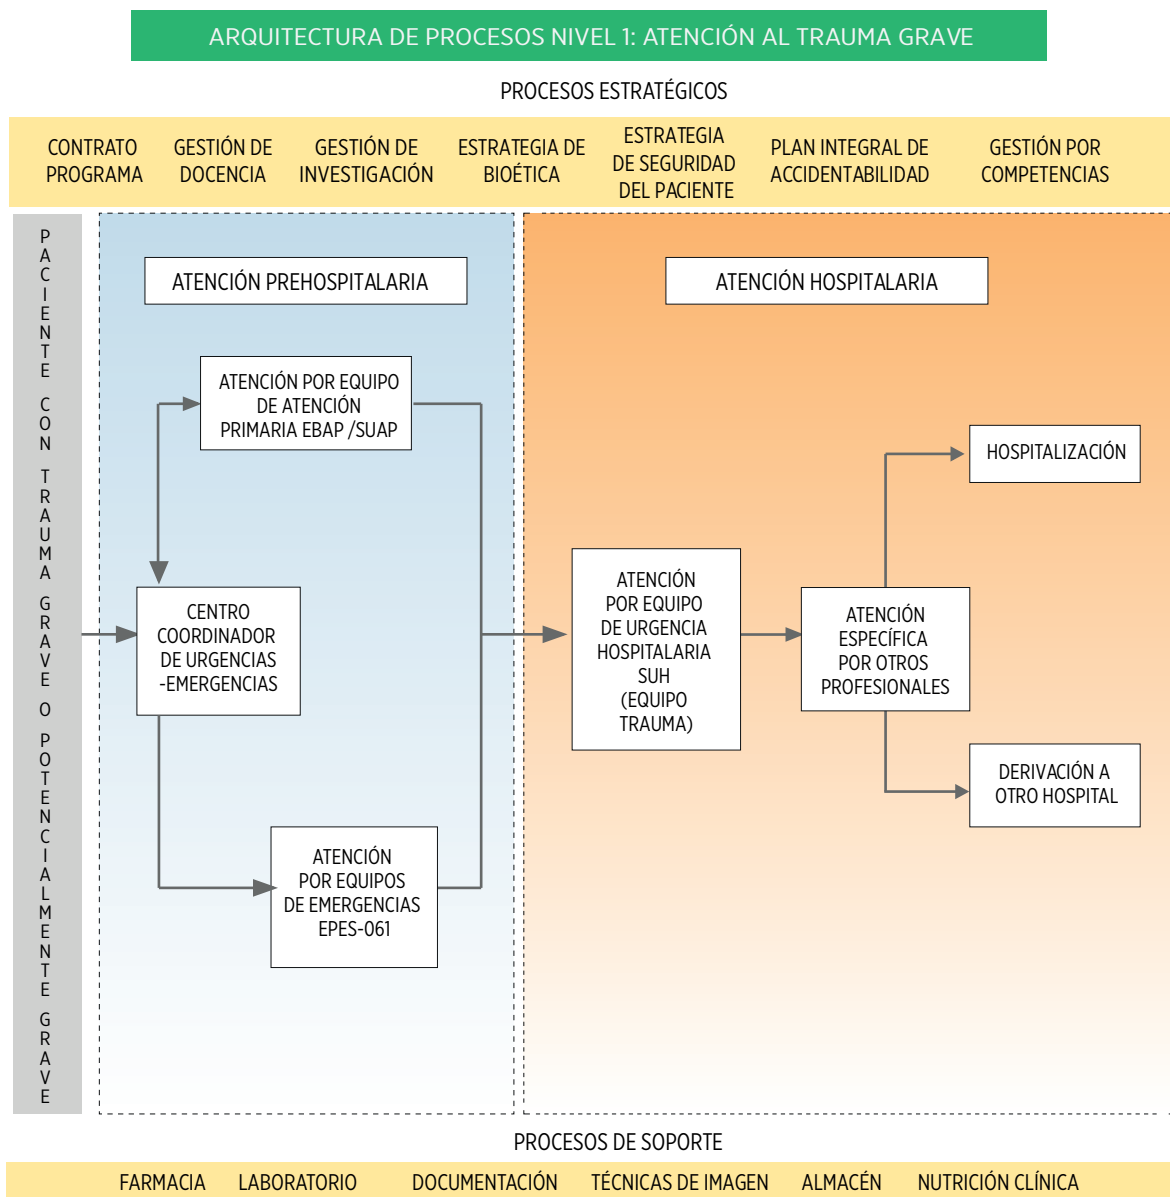 ARQUITECTURA DE PROCESOS NIVEL 1: ATENCIÓN AL TRAUMA GRAVE
PROCESOS ESTRATÉGICOS
CONTRATO
PROGRAMA
GESTIÓN DE
DOCENCIA
GESTIÓN DE
INVESTIGACIÓN
ESTRATEGIA DE
BIOÉTICA
ESTRATEGIA
DE SEGURIDAD
DEL PACIENTE
PLAN INTEGRAL DE
ACCIDENTABILIDAD
GESTIÓN POR
COMPETENCIAS
PACIENTE CON TRAUMA GRAVE O POTENCIALMENTE GRAVE
ATENCIÓN PREHOSPITALARIA
ATENCIÓN POR EQUIPO
DE ATENCIÓN
PRIMARIA EBAP /SUAP
CENTRO
COORDINADOR
DE URGENCIAS
-EMERGENCIAS
ATENCIÓN
POR EQUIPOS
DE EMERGENCIAS
EPES-061
ATENCIÓN HOSPITALARIA
ATENCIÓN
POR EQUIPO
DE URGENCIA
HOSPITALARIA
SUH
(EQUIPO
TRAUMA)
ATENCIÓN
ESPECÍFICA
POR OTROS
PROFESIONALES
HOSPITALIZACIÓN
DERIVACIÓN A
OTRO HOSPITAL
PROCESOS DE SOPORTE
FARMACIA
LABORATORIO
DOCUMENTACIÓN
TÉCNICAS DE IMAGEN
ALMACÉN
NUTRICIÓN CLÍNICA